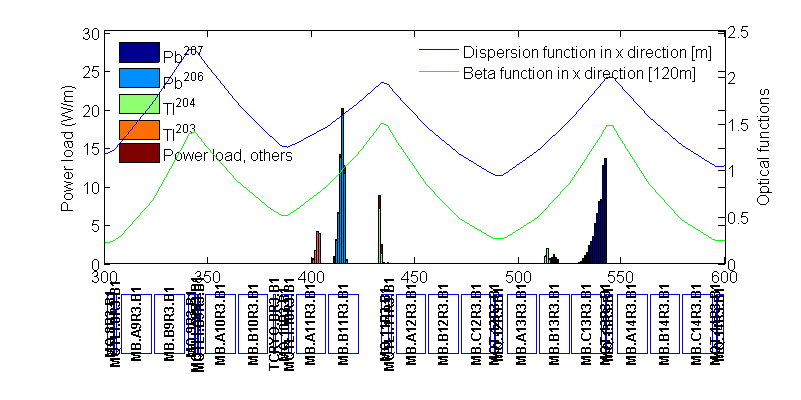 30
25
20
15
10
5
0
Power load (W/m)
Pb207
Pb206
Tl204
Tl203
Power load, others
Dispersion function in x direction [m]
Beta function in x direction [120m]
2.5
2
1.5
1
0.5
0
Optical functions
300
350
400
450
500
550
600
MB.A9R3.B1
MB.B9R3.B1
MB.A10R3.B1
MB.B10R3.B1
MB.A11R3.B1
MB.B11R3.B1
MB.A12R3.B1
MB.B12R3.B1
MB.C12R3.B1
MB.A13R3.B1
MB.B13R3.B1
MB.C13R3.B1
MB.A14R3.B1
MB.B14R3.B1
MB.C14R3.B1